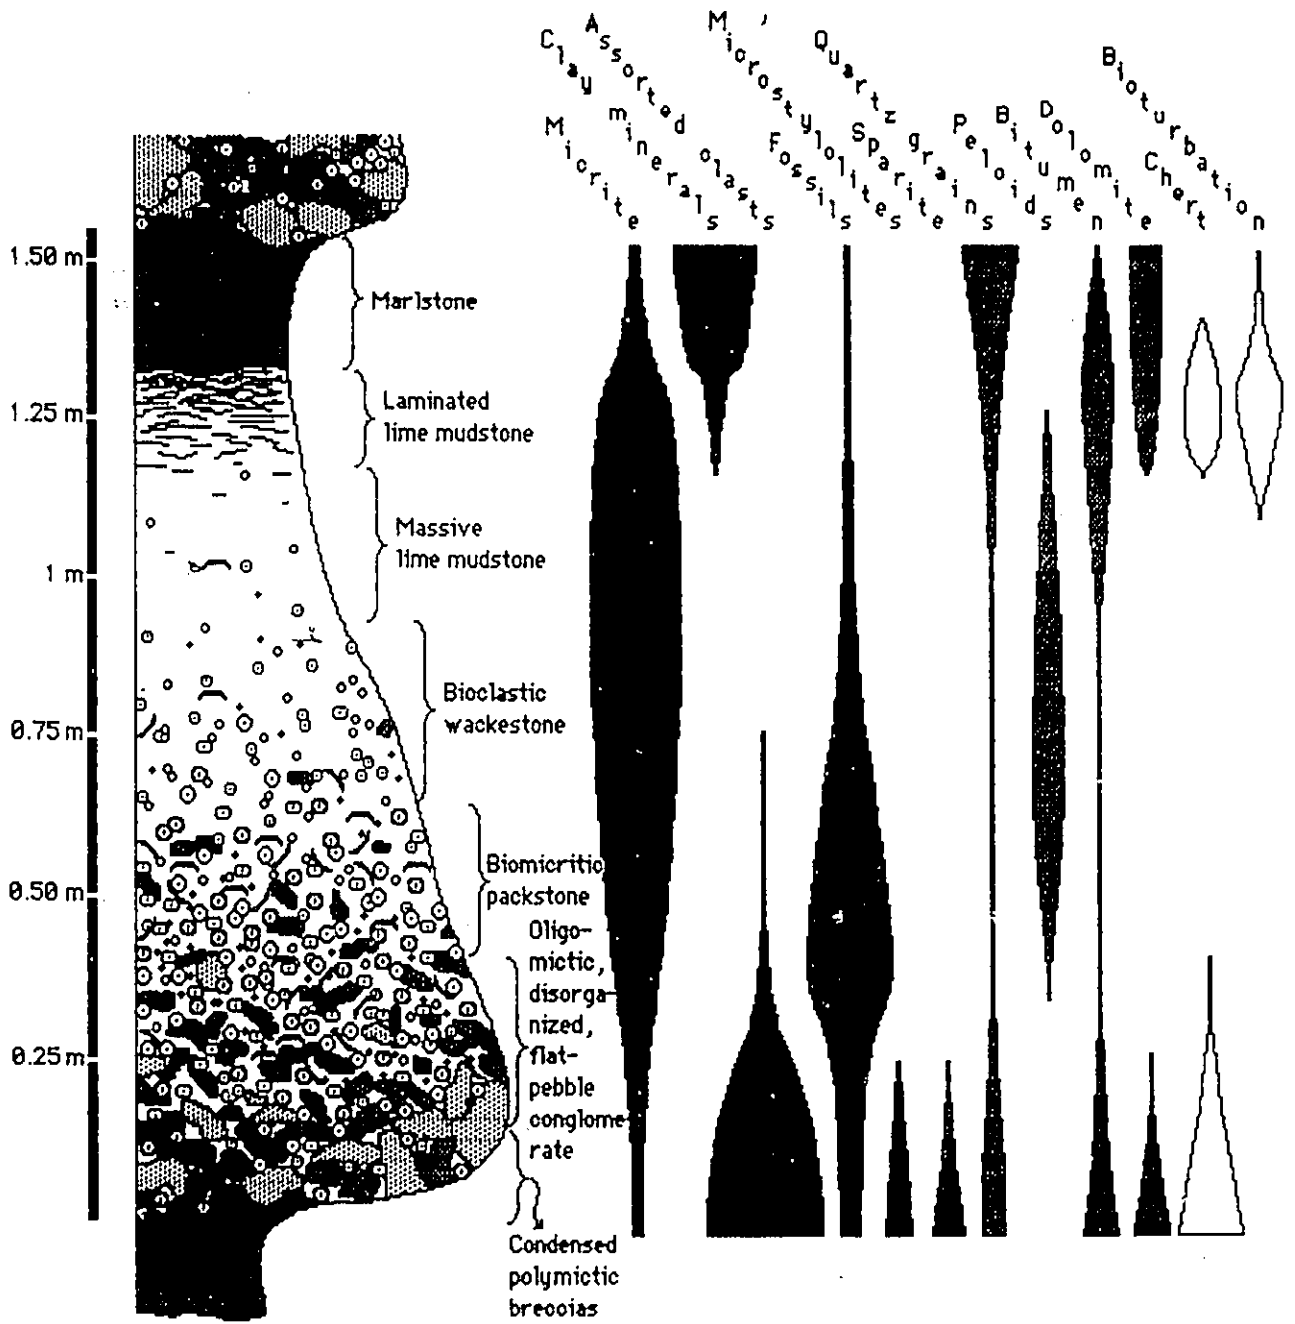 Micrite
Clay minerals
Assorted clasts
Fossils
Microstylolites
Sparite
Quartz grains
Peloids
Bitumen
Dolomite
Chert
Bioturbation
1.50 m
1.25 m
1 m
0.75 m
0.50 m
0.25 m
Marlstone
Laminated
lime mudstone
Massive
lime mudstone
Bioclastic
wackestone
Biomicritic
packstone
Oligo-
mictic,
disorga-
nized,
flat-
pebble
conglome-
rate
Condensed
polymictic
breccias